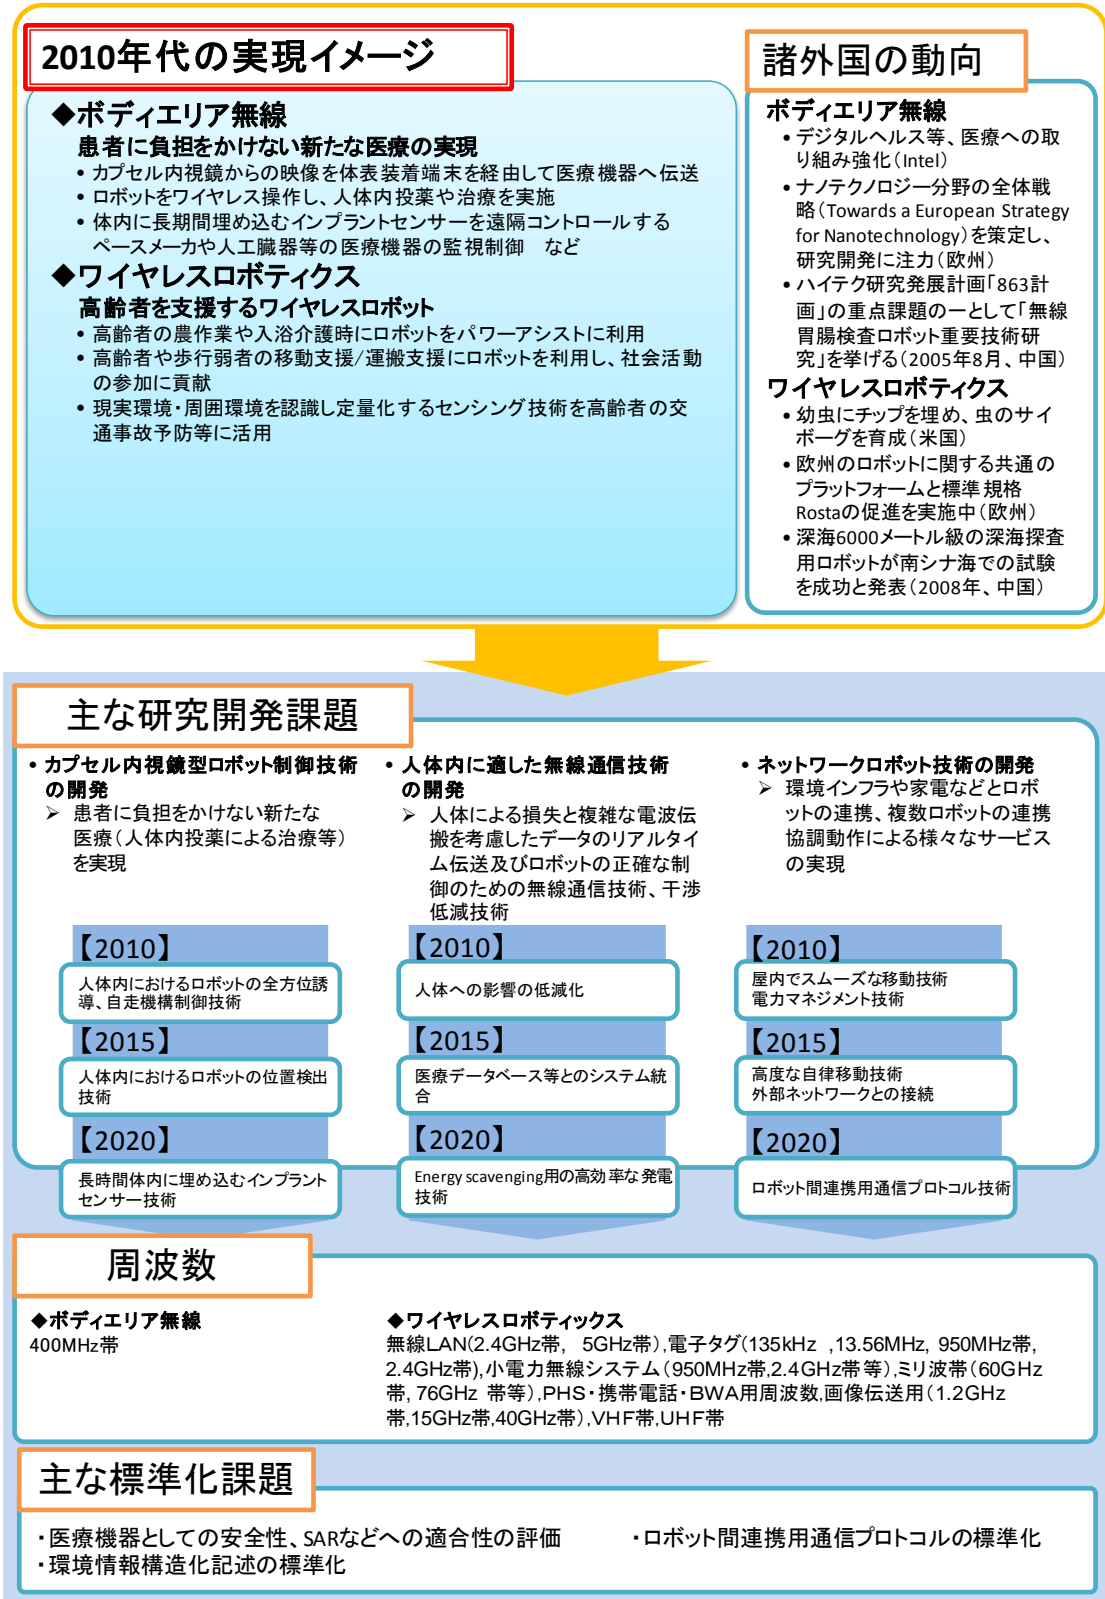 2010年代の実現イメージ
◆ボディエリア無線
患者に負担をかけない新たな医療の実現
• カプセル内視鏡からの映像を体表装着端末を経由して医療機器へ伝送
• ロボットをワイヤレス操作し、人体内投薬や治療を実施
• 体内に長期間埋め込むインプラントセンサーを遠隔コントロールする
ペースメーカや人工臓器等の医療機器の監視制御　など
◆ワイヤレスロボティクス
高齢者を支援するワイヤレスロボット
• 高齢者の農作業や入浴介護時にロボットをパワーアシストに利用
• 高齢者や歩行弱者の移動支援/運搬支援にロボットを利用し、社会活動
の参加に貢献
• 現実環境・周囲環境を認識し定量化するセンシング技術を高齢者の交
通事故予防等に活用
諸外国の動向
ボディエリア無線
• デジタルヘルス等、医療への取
り組み強化（Intel）
• ナノテクノロジー分野の全体戦
略（Towards a European Strategy
for Nanotechnology）を策定し、
研究開発に注力（欧州）
• ハイテク研究発展計画「863計
画」の重点課題の一として「無線
胃腸検査ロボット重要技術研
究」を挙げる（2005年8月、中国）
ワイヤレスロボティクス
• 幼虫にチップを埋め、虫のサイ
ボーグを育成（米国）
• 欧州のロボットに関する共通の
プラットフォームと標準規格
Rostaの促進を実施中（欧州）
• 深海6000メートル級の深海探査
用ロボットが南シナ海での試験
を成功と発表（2008年、中国）
主な研究開発課題
• カプセル内視鏡型ロボット制御技術
の開発
➢ 患者に負担をかけない新たな
医療（人体内投薬による治療等）
を実現
【2010】
人体内におけるロボットの全方位誘
導、自走機構制御技術
【2015】
人体内におけるロボットの位置検出
技術
【2020】
長時間体内に埋め込むインプラント
センサー技術
• 人体内に適した無線通信技術
の開発
➢ 人体による損失と複雑な電波伝
搬を考慮したデータのリアルタイ
ム伝送及びロボットの正確な制
御のための無線通信技術、干渉
低減技術
【2010】
人体への影響の低減化
【2015】
医療データベース等とのシステム統
合
【2020】
Energy scavenging用の高効率な発電
技術
• ネットワークロボット技術の開発
➢ 環境インフラや家電などとロボ
ットの連携、複数ロボットの連携
協調動作による様々なサービス
の実現
【2010】
屋内でスムーズな移動技術
電力マネジメント技術
【2015】
高度な自律移動技術
外部ネットワークとの接続
【2020】
ロボット間連携用通信プロトコル技術
周波数
◆ボディエリア無線
400MHz帯
◆ワイヤレスロボティックス
無線LAN(2.4GHz帯,　5GHz帯),電子タグ(135kHz ,13.56MHz, 950MHz帯,
2.4GHz帯),小電力無線システム（950MHz帯,2.4GHz帯等）,ミリ波帯（60GHz
帯, 76GHz 帯等）,PHS・携帯電話・BWA用周波数,画像伝送用（1.2GHz
帯,15GHz帯,40GHz帯）,VHF帯,UHF帯
主な標準化課題
・医療機器としての安全性、SARなどへの適合性の評価
・環境情報構造化記述の標準化
・ロボット間連携用通信プロトコルの標準化